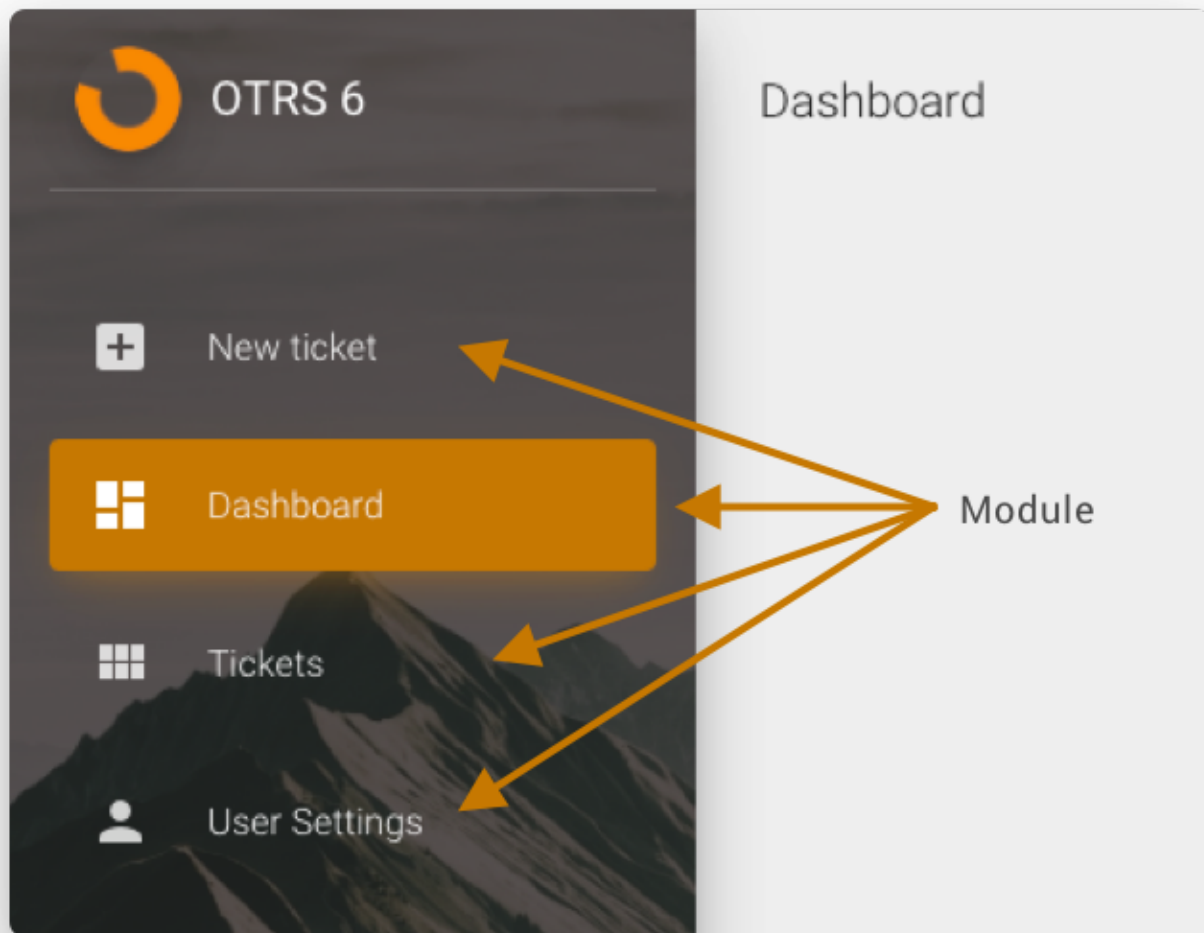 OTRS 6
Dashboard
New ticket
Dashboard
Module
Tickets
User Settings